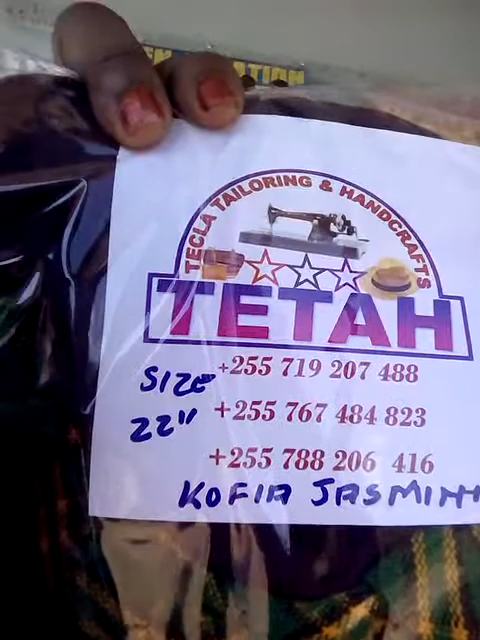 TECLA TAILORING & HANDCRAFTS
TETAH
+255 719 207 488
SIZE
22"
+255 767 484 823
+255 788 206 416
KOFIA